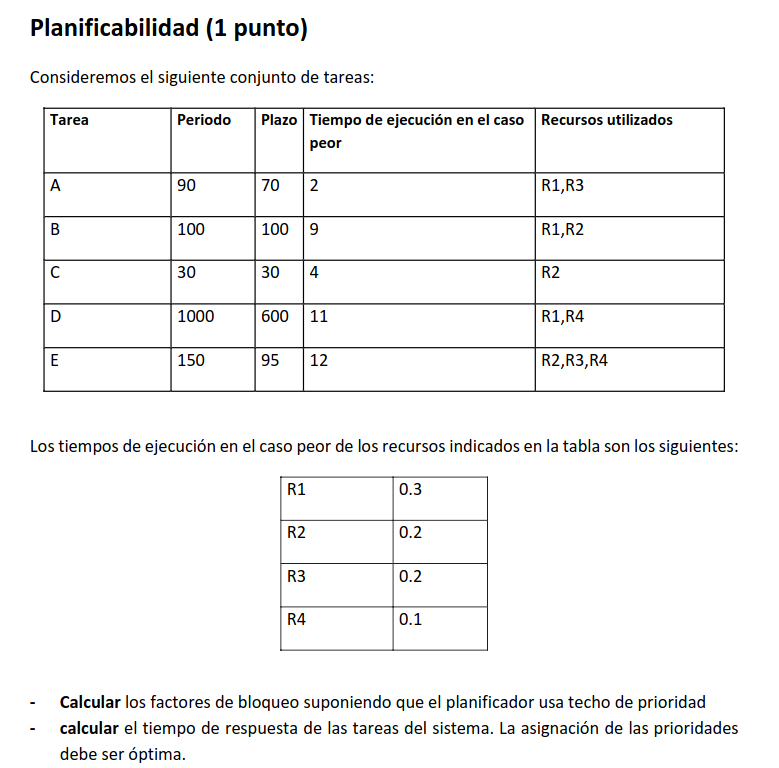 Planificabilidad (1 punto)
Consideremos el siguiente conjunto de tareas:
Tarea Periodo Plazo Tiempo de ejecución en el caso peor Recursos utilizados
A 90 70 2 R1,R3
B 100 100 9 R1,R2
C 30 30 4 R2
D 1000 600 11 R1,R4
E 150 95 12 R2,R3,R4
Los tiempos de ejecución en el caso peor de los recursos indicados en la tabla son los siguientes:
R1 0.3
R2 0.2
R3 0.2
R4 0.1
- Calcular los factores de bloqueo suponiendo que el planificador usa techo de prioridad
- calcular el tiempo de respuesta de las tareas del sistema. La asignación de las prioridades
debe ser óptima.